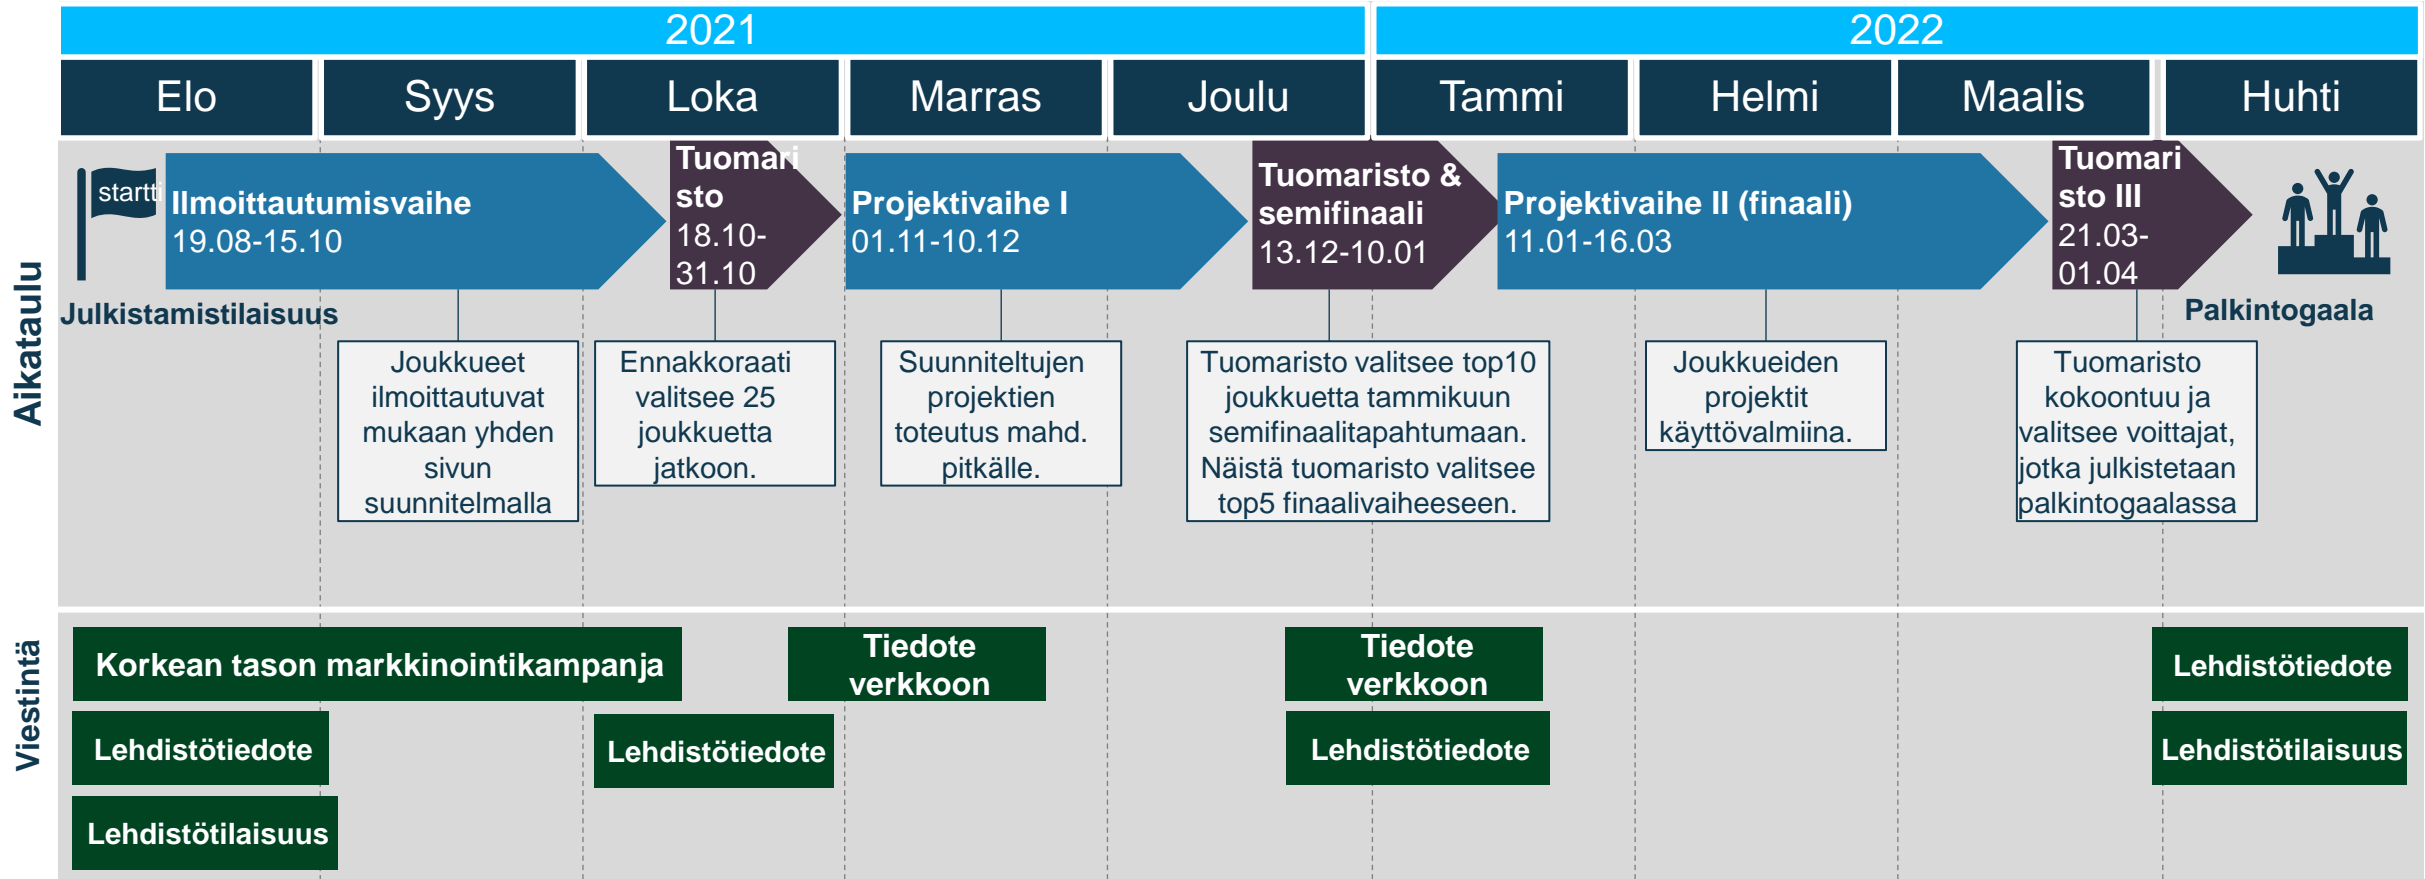 2021
2022
Elo
Syys
Loka
Marras
Joulu
Tammi
Helmi
Maalis
Huhti
Aikataulu
startti
Julkistamistilaisuus
Ilmoittautumisvaihe
19.08-15.10
Tuomari
sto
18.10-
31.10
Projektivaihe I
01.11-10.12
Tuomaristo &
semifinaali
13.12-10.01
Projektivaihe II (finaali)
11.01-16.03
Tuomari
sto III
21.03-
01.04
Palkintogaala
Joukkueet
ilmoittautuvat
mukaan yhden
sivun
suunnitelmalla
Ennakkoraati
valitsee 25
joukkuetta
jatkoon.
Suunniteltujen
projektien
toteutus mahd.
pitkälle.
Tuomaristo valitsee top10
joukkuetta tammikuun
semifinaalitapahtumaan.
Näistä tuomaristo valitsee
top5 finaalivaiheeseen.
Joukkueiden
projektit
käyttövalmiina.
Tuomaristo
kokoontuu ja
valitsee voittajat,
jotka julkistetaan
palkintogaalassa
Viestintä
Korkean tason markkinointikampanja
Tiedote
verkkoon
Tiedote
verkkoon
Lehdistötiedote
Lehdistötiedote
Lehdistötiedote
Lehdistötiedote
Lehdistötilaisuus
Lehdistötilaisuus